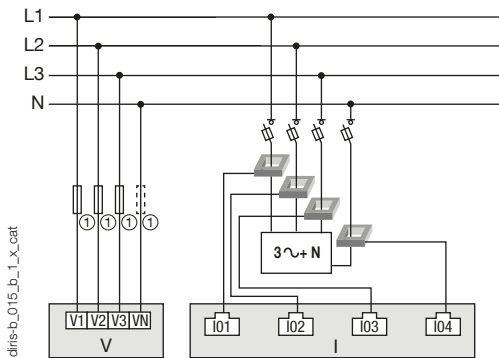 L1
L2
L3
N
1 1 1 1
3 ∿ + N
V1 V2 V3 VN
I01 I02 I03 I04
V
I
diris-b_015_b_1_x_cat